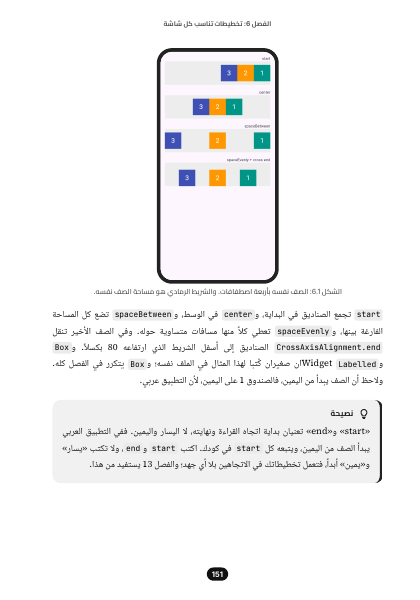 الفصل 6: تخطيطات تناسب كل شاشة
start
3 2 1
center
3 2 1
spaceBetween
3 2 1
spaceEvenly + cross end
3 2 1
الشكل 6.1: الصف نفسه بأربعة اصطفافات. والشريط الرمادي هو مساحة الصف نفسه.
start تجمع الصناديق في البداية، و center في الوسط، و spaceBetween تضع كل المساحة
الفارغة بينها، و spaceEvenly تعطي كلاً منها مسافات متساوية حوله. وفي الصف الأخير تنقل
CrossAxisAlignment.end الصناديق إلى أسفل الشريط الذي ارتفاعه 80 بكسلاً. و Box
و Labelled Widgetان صغيران كُتبا لهذا المثال في الملف نفسه؛ و Box يتكرر في الفصل كله.
ولاحظ أن الصف يبدأ من اليمين، فالصندوق 1 على اليمين، لأن التطبيق عربي.
نصيحة
«start» و«end» تعنيان بداية اتجاه القراءة ونهايته، لا اليسار واليمين. ففي التطبيق العربي
يبدأ الصف من اليمين، ويتبعه كل start في كودك. اكتب start و end ، ولا تكتب «يسار»
و«يمين» أبداً، فتعمل تخطيطاتك في الاتجاهين بلا أي جهد؛ والفصل 13 يستفيد من هذا.
151